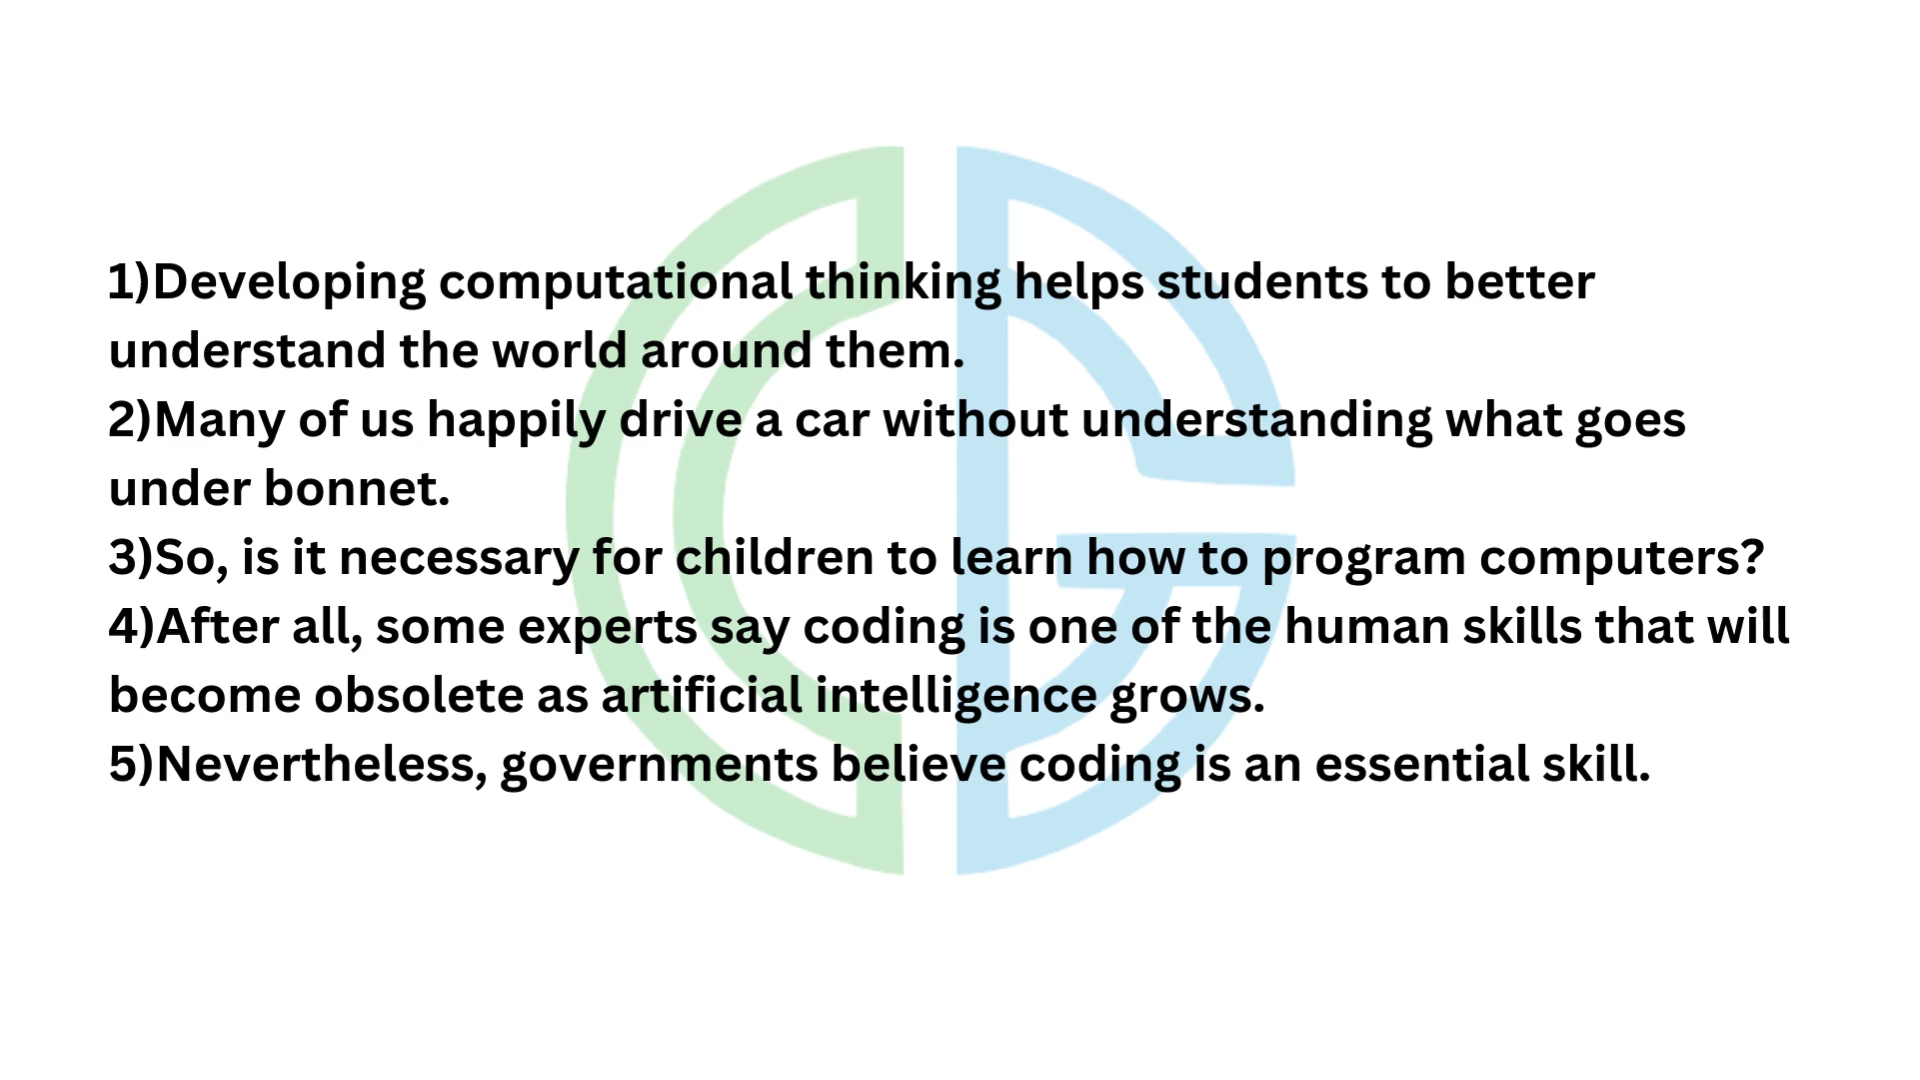 1)Developing computational thinking helps students to better
understand the world around them.
2)Many of us happily drive a car without understanding what goes
under bonnet.
3)So, is it necessary for children to learn how to program computers?
4)After all, some experts say coding is one of the human skills that will
become obsolete as artificial intelligence grows.
5)Nevertheless, governments believe coding is an essential skill.